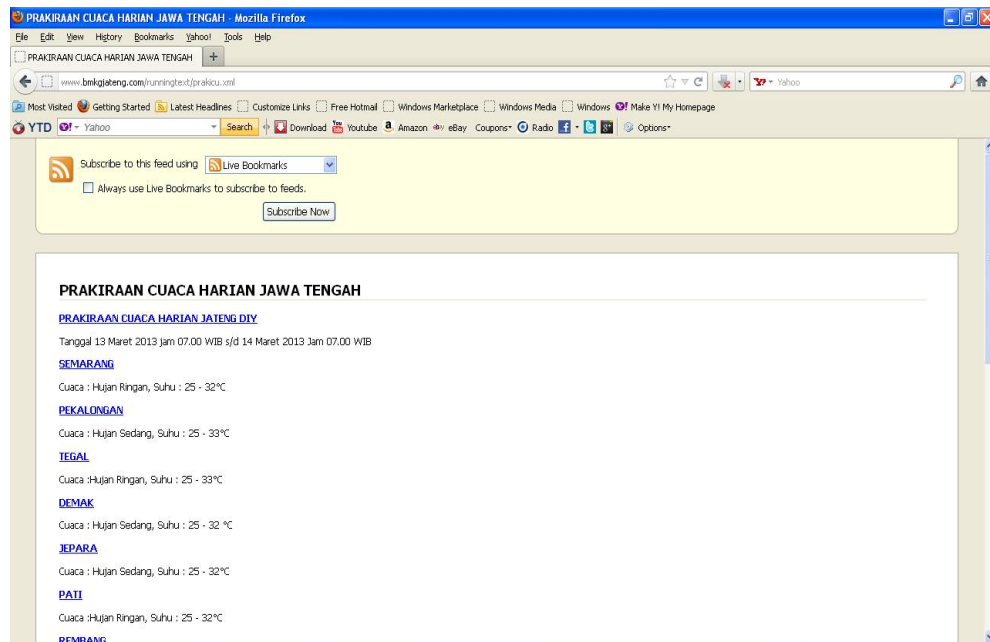 PRAKIRAAN CUACA HARIAN JAWA TENGAH - Mozilla Firefox
File Edit View History Bookmarks Yahoo! Tools Help
PRAKIRAAN CUACA HARIAN JAWA TENGAH +
www.bmkgjateng.com/runningtext/prakicu.xml Yahoo
Most Visited Getting Started Latest Headlines Customize Links Free Hotmail Windows Marketplace Windows Media Windows Make Y! My Homepage
YTD Yahoo Search Download Youtube Amazon eBay Coupons Radio Options
Subscribe to this feed using Live Bookmarks
Always use Live Bookmarks to subscribe to feeds.
Subscribe Now
PRAKIRAAN CUACA HARIAN JAWA TENGAH
PRAKIRAAN CUACA HARIAN JATENG DIY
Tanggal 13 Maret 2013 jam 07.00 WIB s/d 14 Maret 2013 Jam 07.00 WIB
SEMARANG
Cuaca : Hujan Ringan, Suhu : 25 - 32°C
PEKALONGAN
Cuaca : Hujan Sedang, Suhu : 25 - 33°C
TEGAL
Cuaca :Hujan Ringan, Suhu : 25 - 33°C
DEMAK
Cuaca : Hujan Sedang, Suhu : 25 - 32 °C
JEPARA
Cuaca : Hujan Sedang, Suhu : 25 - 32°C
PATI
Cuaca :Hujan Ringan, Suhu : 25 - 32°C
REMBANG